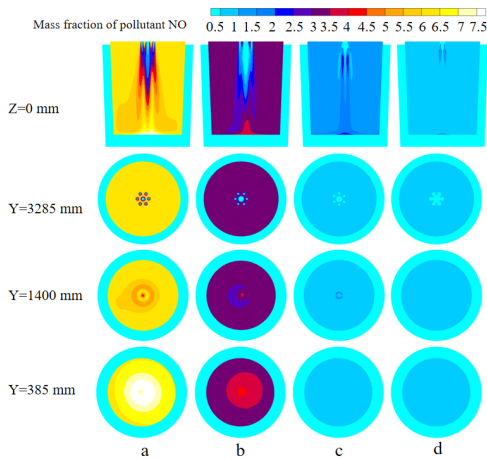 Mass fraction of pollutant NO
0.5 1 1.5 2 2.5 3 3.5 4 4.5 5 5.5 6 6.5 7 7.5
Z=0 mm
Y=3285 mm
Y=1400 mm
Y=385 mm
a b c d